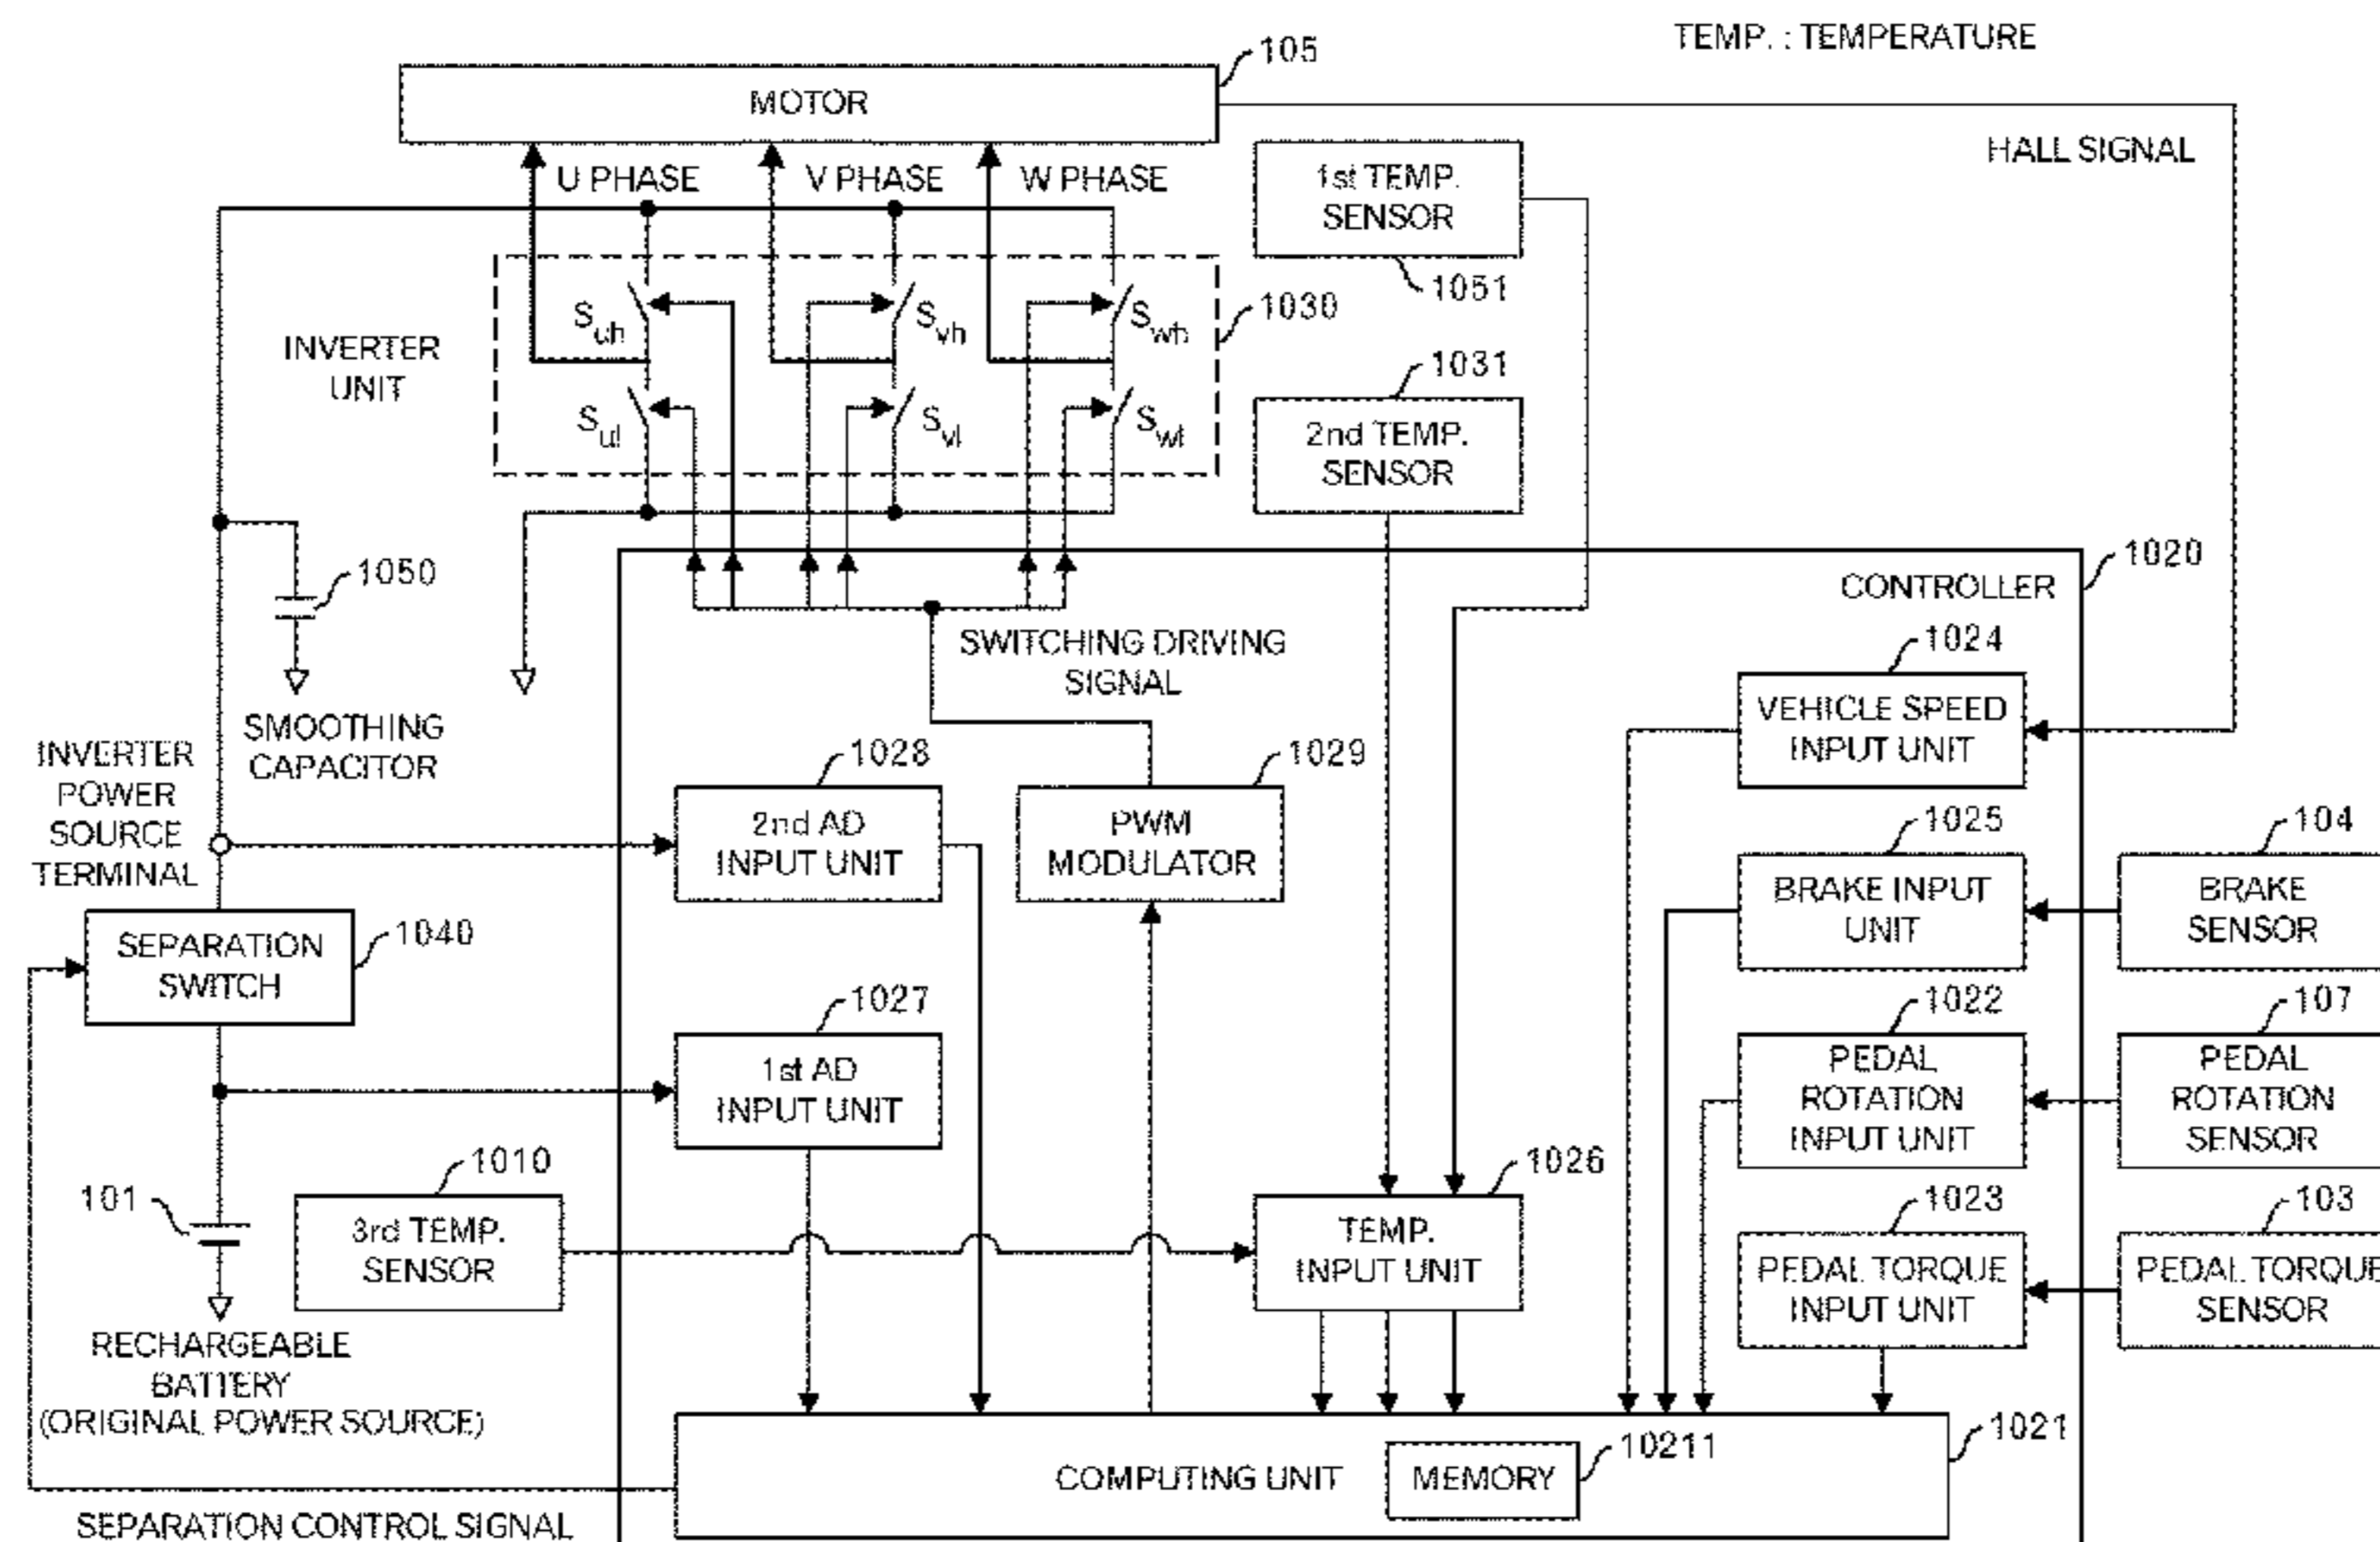 TEMP. : TEMPERATURE
105
MOTOR
HALL SIGNAL
U PHASE
V PHASE
W PHASE
1st TEMP.
SENSOR
1051
INVERTER
UNIT
Suh
Svh
Swh
1030
Sul
Svl
Swl
1031
2nd TEMP.
SENSOR
1050
SMOOTHING
CAPACITOR
1020
CONTROLLER
SWITCHING DRIVING
SIGNAL
1024
VEHICLE SPEED
INPUT UNIT
INVERTER
POWER
SOURCE
TERMINAL
1028
2nd AD
INPUT UNIT
1029
PWM
MODULATOR
1025
BRAKE INPUT
UNIT
104
BRAKE
SENSOR
1040
SEPARATION
SWITCH
1027
1st AD
INPUT UNIT
1022
PEDAL
ROTATION
INPUT UNIT
107
PEDAL
ROTATION
SENSOR
101
1010
3rd TEMP.
SENSOR
1026
TEMP.
INPUT UNIT
1023
PEDAL TORQUE
INPUT UNIT
103
PEDAL TORQUE
SENSOR
RECHARGEABLE
BATTERY
(ORIGINAL POWER SOURCE)
1021
COMPUTING UNIT
MEMORY
10211
SEPARATION CONTROL SIGNAL